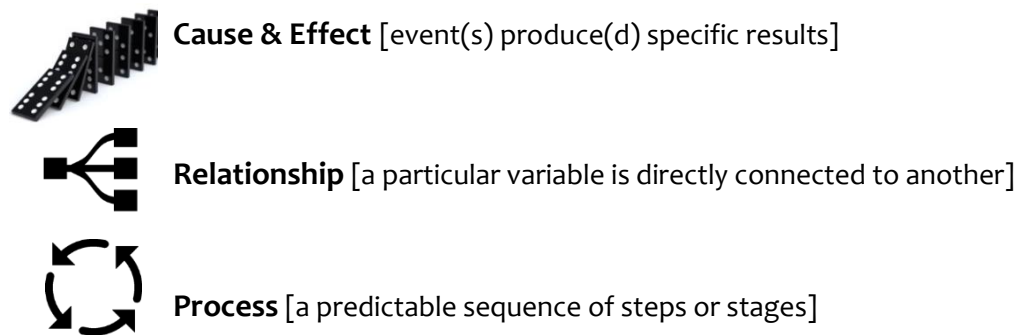 Cause & Effect [event(s) produce(d) specific results]
Relationship [a particular variable is directly connected to another]
Process [a predictable sequence of steps or stages]